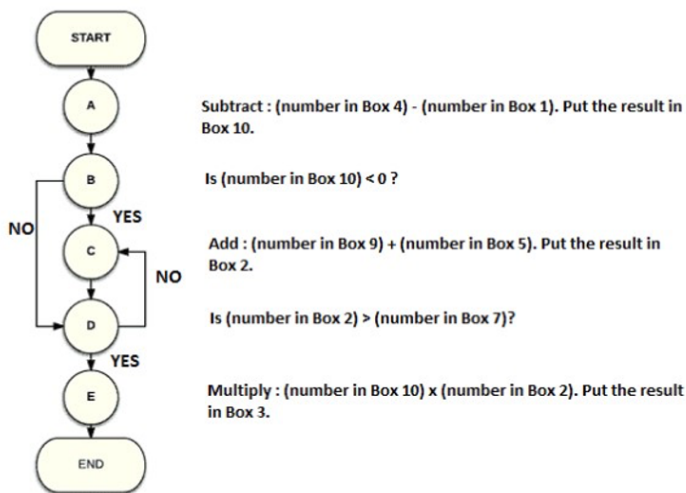 START
A
Subtract : (number in Box 4) - (number in Box 1). Put the result in
Box 10.
B
Is (number in Box 10) < 0 ?
NO
YES
C
Add : (number in Box 9) + (number in Box 5). Put the result in
Box 2.
NO
D
Is (number in Box 2) > (number in Box 7)?
YES
E
Multiply : (number in Box 10) x (number in Box 2). Put the result
in Box 3.
END